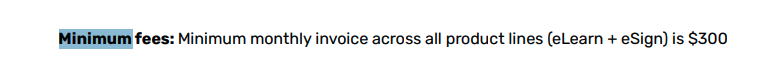 Minimum fees: Minimum monthly invoice across all product lines (eLearn + eSign) is $300